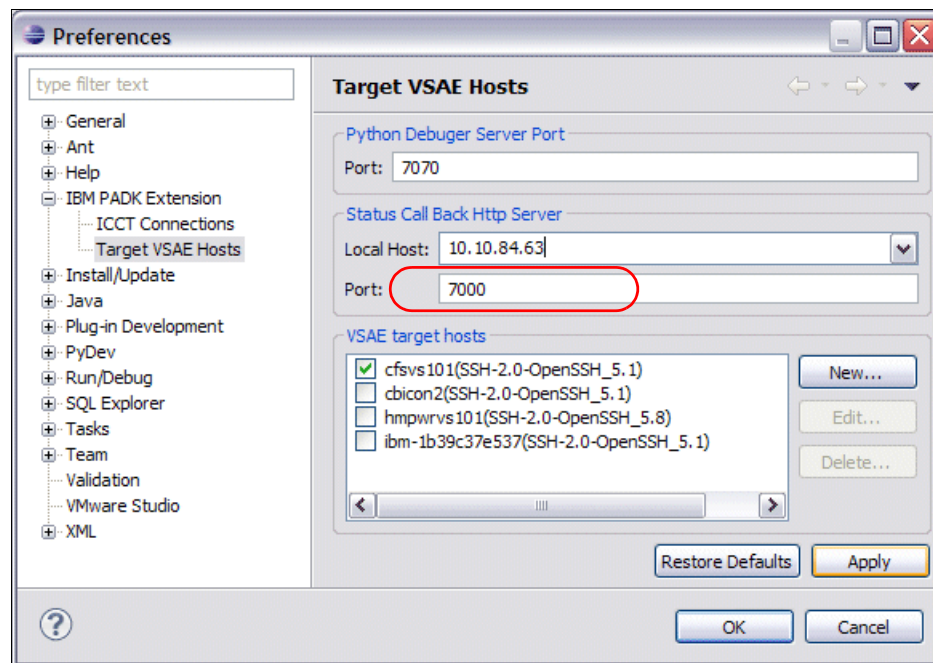 Preferences
type filter text
General
Ant
Help
IBM PADK Extension
ICCT Connections
Target VSAE Hosts
Install/Update
Java
Plug-in Development
PyDev
Run/Debug
SQL Explorer
Tasks
Team
Validation
VMware Studio
XML
Target VSAE Hosts
Python Debuger Server Port
Port: 7070
Status Call Back Http Server
Local Host: 10.10.84.63
Port: 7000
VSAE target hosts
cfsvs101(SSH-2.0-OpenSSH_5.1)
cbicon2(SSH-2.0-OpenSSH_5.1)
hmpwrvs101(SSH-2.0-OpenSSH_5.8)
ibm-1b39c37e537(SSH-2.0-OpenSSH_5.1)
New...
Edit...
Delete...
Restore Defaults Apply
? OK Cancel